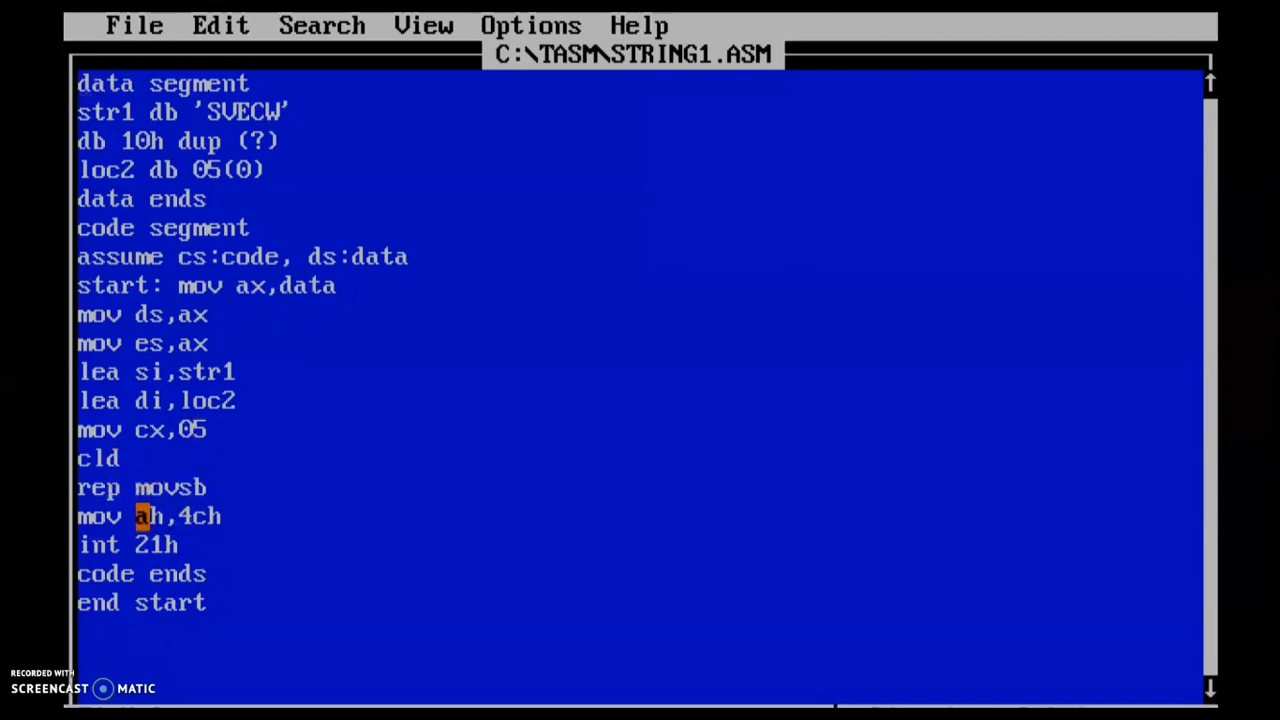 File Edit Search View Options Help
C:\TASM\STRING1.ASM
data segment
str1 db 'SVECW'
db 10h dup (?)
loc2 db 05(0)
data ends
code segment
assume cs:code, ds:data
start: mov ax,data
mov ds,ax
mov es,ax
lea si,str1
lea di,loc2
mov cx,05
cld
rep movsb
mov ah,4ch
int 21h
code ends
end start
RECORDED WITH
SCREENCAST MATIC